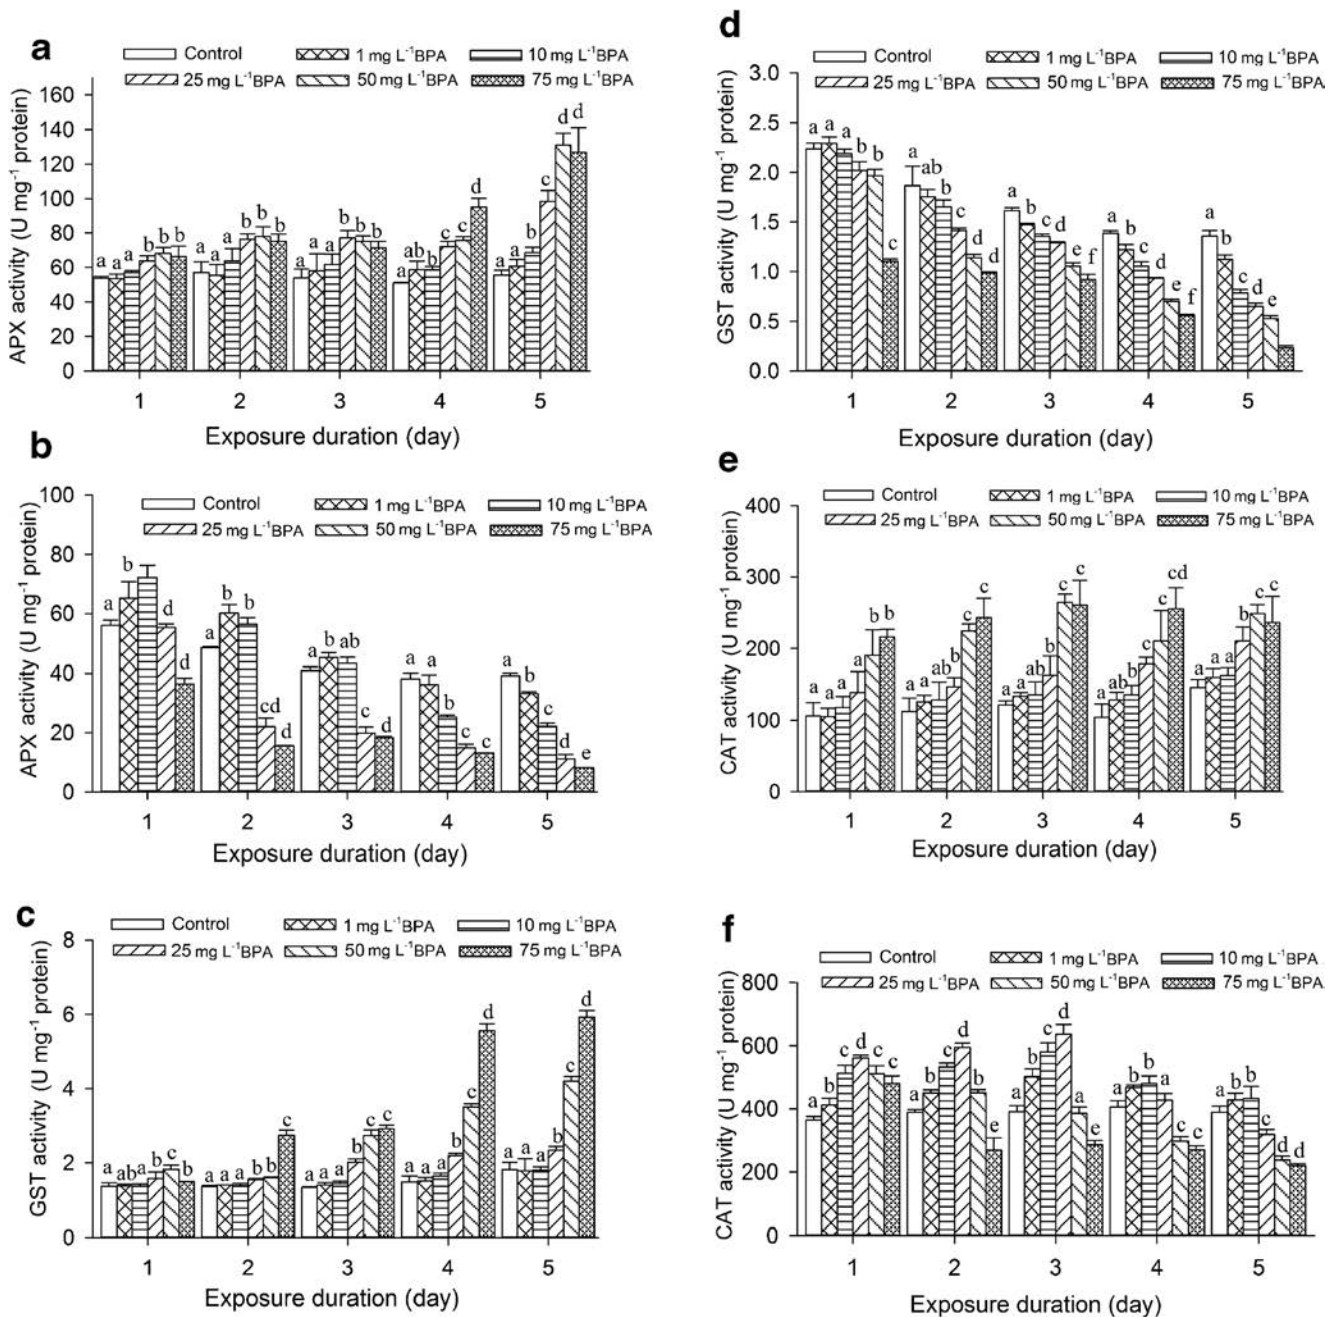 a
Control 1 mg L⁻¹BPA 10 mg L⁻¹BPA
25 mg L⁻¹BPA 50 mg L⁻¹BPA 75 mg L⁻¹BPA
APX activity (U mg⁻¹ protein)
160
140
120
100
80
60
40
20
0
a a a b b b
a a a b b b
a a a b b b
a ab b c c d
a a b c d d
1 2 3 4 5
Exposure duration (day)
b
Control 1 mg L⁻¹BPA 10 mg L⁻¹BPA
25 mg L⁻¹BPA 50 mg L⁻¹BPA 75 mg L⁻¹BPA
APX activity (U mg⁻¹ protein)
100
80
60
40
20
0
a b c d d
a b b cd d
a b ab c d
a a b c c
a b c d e
1 2 3 4 5
Exposure duration (day)
c
Control 1 mg L⁻¹BPA 10 mg L⁻¹BPA
25 mg L⁻¹BPA 50 mg L⁻¹BPA 75 mg L⁻¹BPA
GST activity (U mg⁻¹ protein)
8
6
4
2
0
a ab a b c b
a a a b b c
a a a b c c
a a a b c d
a a a b c d
1 2 3 4 5
Exposure duration (day)
d
Control 1 mg L⁻¹BPA 10 mg L⁻¹BPA
25 mg L⁻¹BPA 50 mg L⁻¹BPA 75 mg L⁻¹BPA
GST activity (U mg⁻¹ protein)
3.0
2.5
2.0
1.5
1.0
0.5
0.0
a a a b b c
a ab b c d d
a b c d e f
a b c d e f
a b c d e
1 2 3 4 5
Exposure duration (day)
e
Control 1 mg L⁻¹BPA 10 mg L⁻¹BPA
25 mg L⁻¹BPA 50 mg L⁻¹BPA 75 mg L⁻¹BPA
CAT activity (U mg⁻¹ protein)
400
300
200
100
0
a a a a b b
a a ab b c c
a a ab b c c
a ab b c c cd
a a a b c c
1 2 3 4 5
Exposure duration (day)
f
Control 1 mg L⁻¹BPA 10 mg L⁻¹BPA
25 mg L⁻¹BPA 50 mg L⁻¹BPA 75 mg L⁻¹BPA
CAT activity (U mg⁻¹ protein)
800
600
400
200
0
a b c d c c
a b c d b e
a b c d a e
a b b a c c
a b b c d d
1 2 3 4 5
Exposure duration (day)